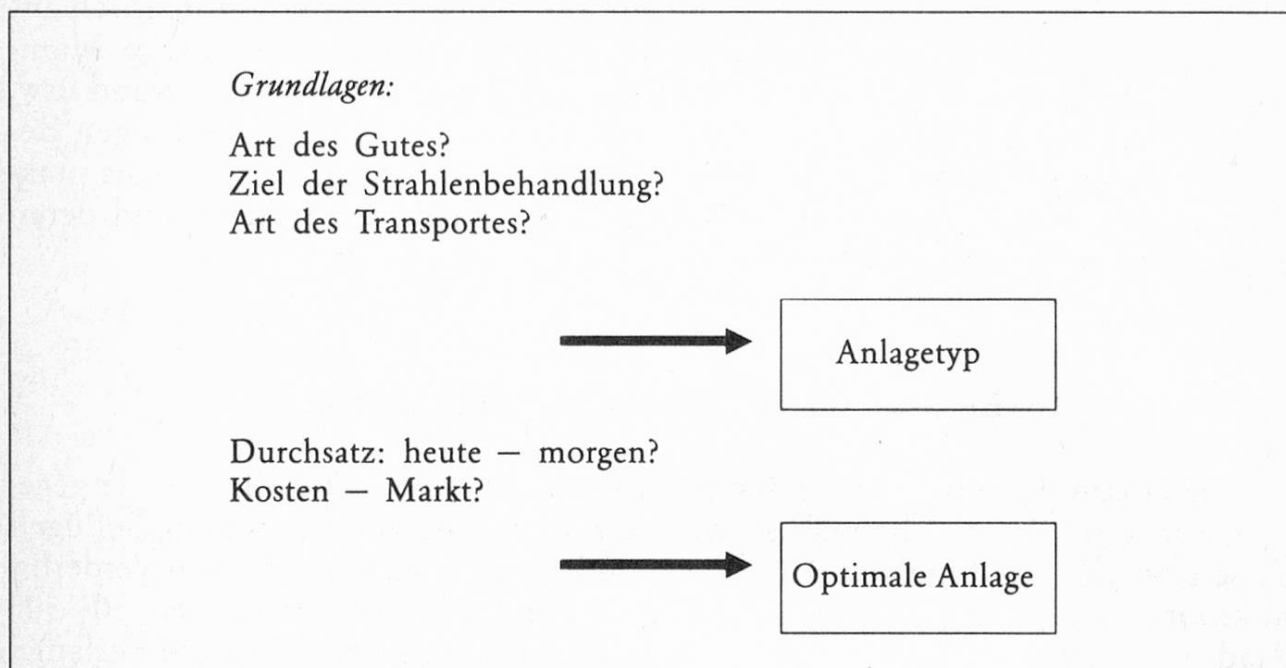 Grundlagen:
Art des Gutes?
Ziel der Strahlenbehandlung?
Art des Transportes?
Anlagetyp
Durchsatz: heute — morgen?
Kosten — Markt?
Optimale Anlage